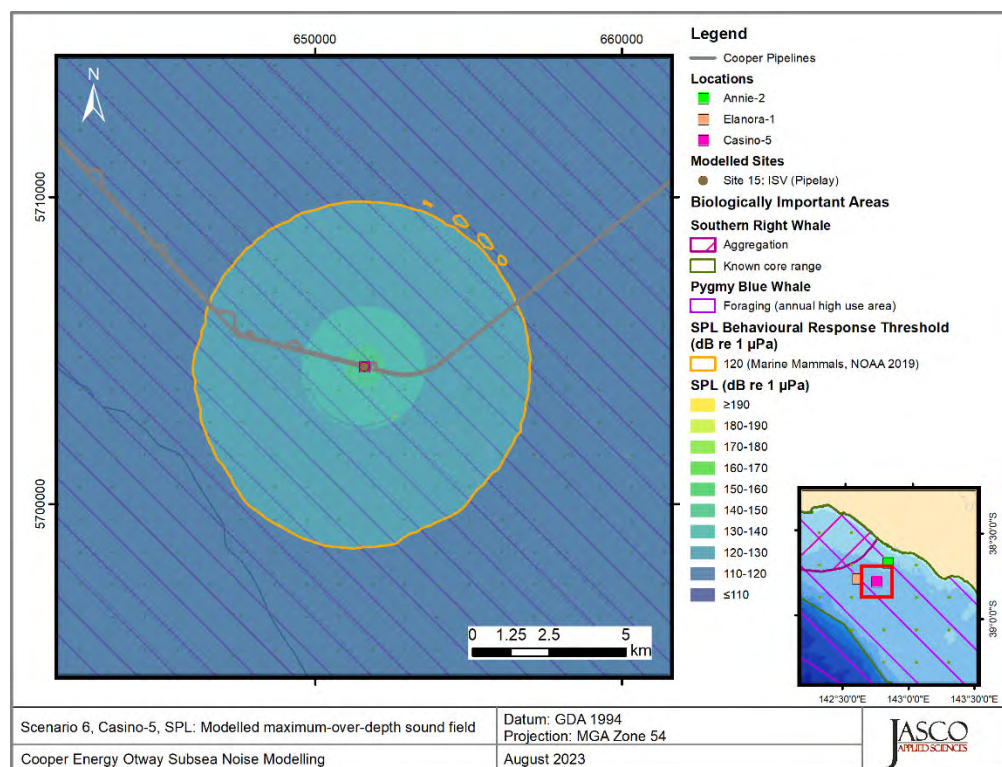 650000
660000
N
5710000
5700000
0 1.25 2.5 5
km
Legend
Cooper Pipelines
Locations
Annie-2
Elanora-1
Casino-5
Modelled Sites
Site 15: ISV (Pipelay)
Biologically Important Areas
Southern Right Whale
Aggregation
Known core range
Pygmy Blue Whale
Foraging (annual high use area)
SPL Behavioural Response Threshold
(dB re 1 µPa)
120 (Marine Mammals, NOAA 2019)
SPL (dB re 1 µPa)
≥190
180-190
170-180
160-170
150-160
140-150
130-140
120-130
110-120
≤110
38°30'S
39°0'S
142°30'0"E 143°0'E 143°30'E
Scenario 6, Casino-5, SPL: Modelled maximum-over-depth sound field
Datum: GDA 1994
Projection: MGA Zone 54
Cooper Energy Otway Subsea Noise Modelling
August 2023
JASCO
APPLIED SCIENCES